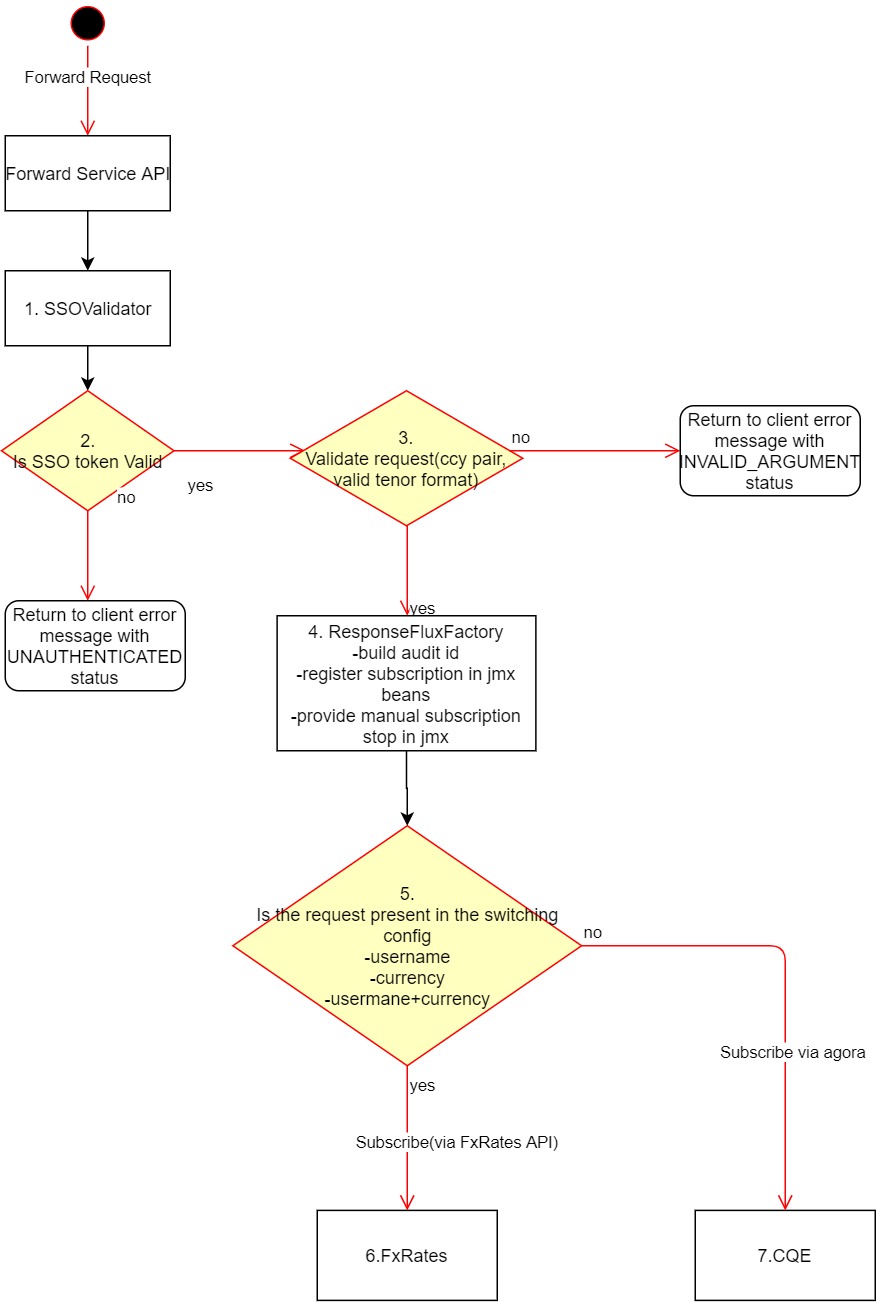 Forward Request
Forward Service API
1. SSOValidator
2.
Is SSO token Valid
yes
no
3.
Validate request(ccy pair,
valid tenor format)
no
Return to client error
message with
INVALID_ARGUMENT
status
Return to client error
message with
UNAUTHENTICATED
status
yes
4. ResponseFluxFactory
-build audit id
-register subscription in jmx
beans
-provide manual subscription
stop in jmx
5.
Is the request present in the switching
config
-username
-currency
-usermane+currency
no
Subscribe via agora
yes
Subscribe(via FxRates API)
6.FxRates
7.CQE